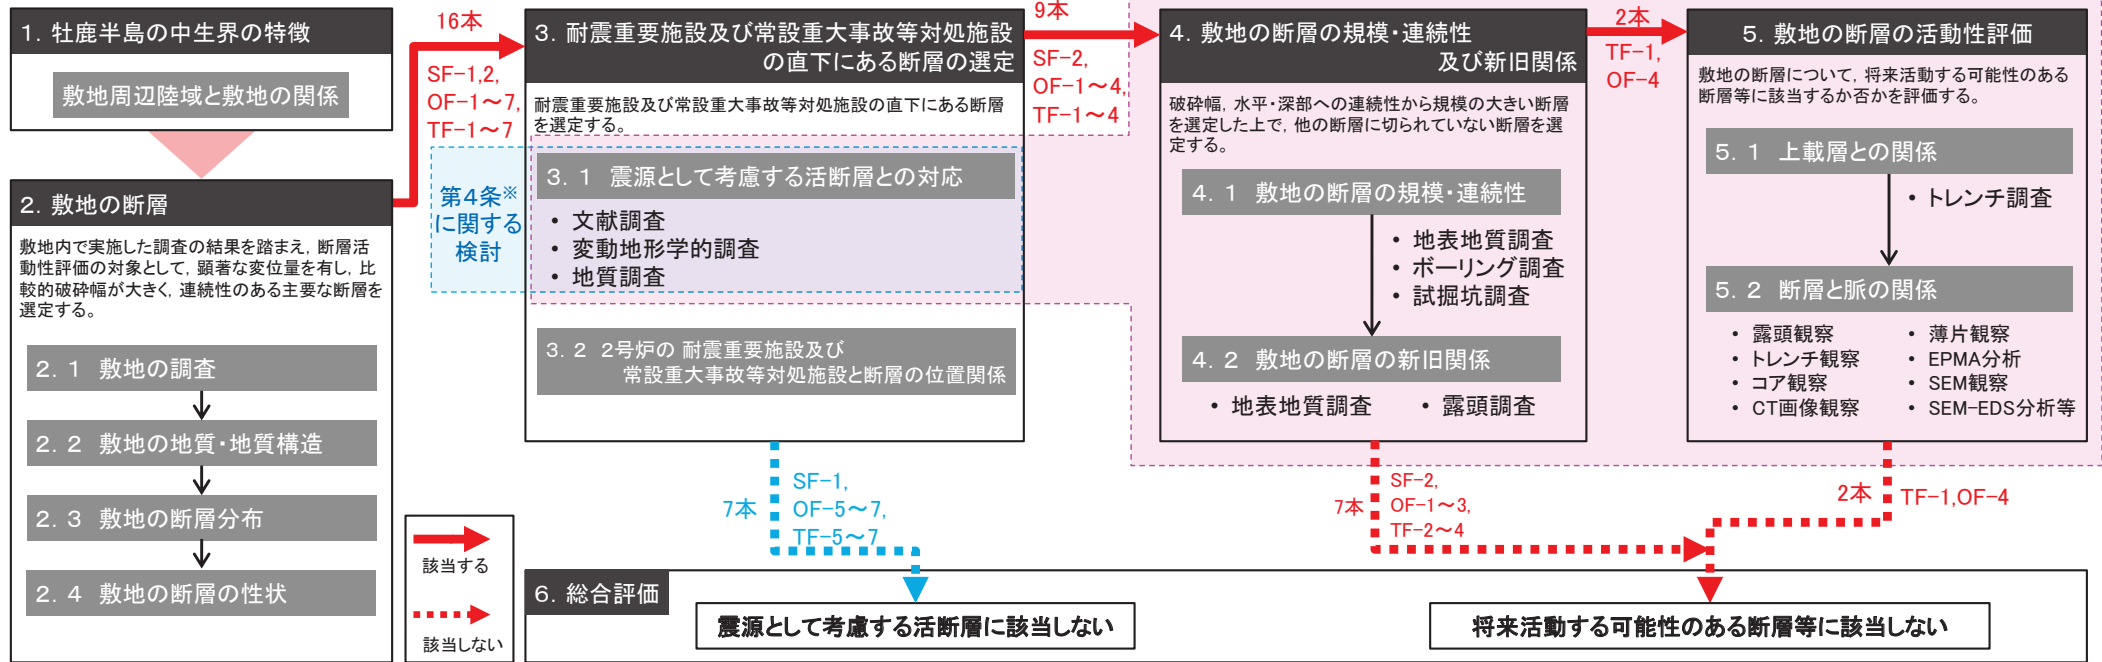 1. 牡鹿半島の中生界の特徴
敷地周辺陸域と敷地の関係
2. 敷地の断層
敷地内で実施した調査の結果を踏まえ, 断層活
動性評価の対象として, 顕著な変位量を有し, 比
較的破砕幅が大きく, 連続性のある主要な断層を
選定する。
2. 1 敷地の調査
2. 2 敷地の地質・地質構造
2. 3 敷地の断層分布
2. 4 敷地の断層の性状
16本
SF-1,2,
OF-1~7,
TF-1~7
第4条※
に関する
検討
該当する
該当しない
3. 耐震重要施設及び常設重大事故等対処施設
の直下にある断層の選定
耐震重要施設及び常設重大事故等対処施設の直下にある断層
を選定する。
3. 1 震源として考慮する活断層との対応
・ 文献調査
・ 変動地形学的調査
・ 地質調査
3. 2 2号炉の 耐震重要施設及び
常設重大事故等対処施設と断層の位置関係
7本
SF-1,
OF-5~7,
TF-5~7
9本
SF-2,
OF-1~4,
TF-1~4
4. 敷地の断層の規模・連続性
及び新旧関係
破砕幅, 水平・深部への連続性から規模の大きい断層
を選定した上で, 他の断層に切られていない断層を選
定する。
4. 1 敷地の断層の規模・連続性
・ 地表地質調査
・ ボーリング調査
・ 試掘坑調査
4. 2 敷地の断層の新旧関係
・ 地表地質調査 ・ 露頭調査
7本
SF-2,
OF-1~3,
TF-2~4
2本
TF-1,
OF-4
5. 敷地の断層の活動性評価
敷地の断層について, 将来活動する可能性のある
断層等に該当するか否かを評価する。
5. 1 上載層との関係
・ トレンチ調査
5. 2 断層と脈の関係
・ 露頭観察 ・ 薄片観察
・ トレンチ観察 ・ EPMA分析
・ コア観察 ・ SEM観察
・ CT画像観察 ・ SEM-EDS分析等
2本
TF-1,OF-4
6. 総合評価
震源として考慮する活断層に該当しない
将来活動する可能性のある断層等に該当しない